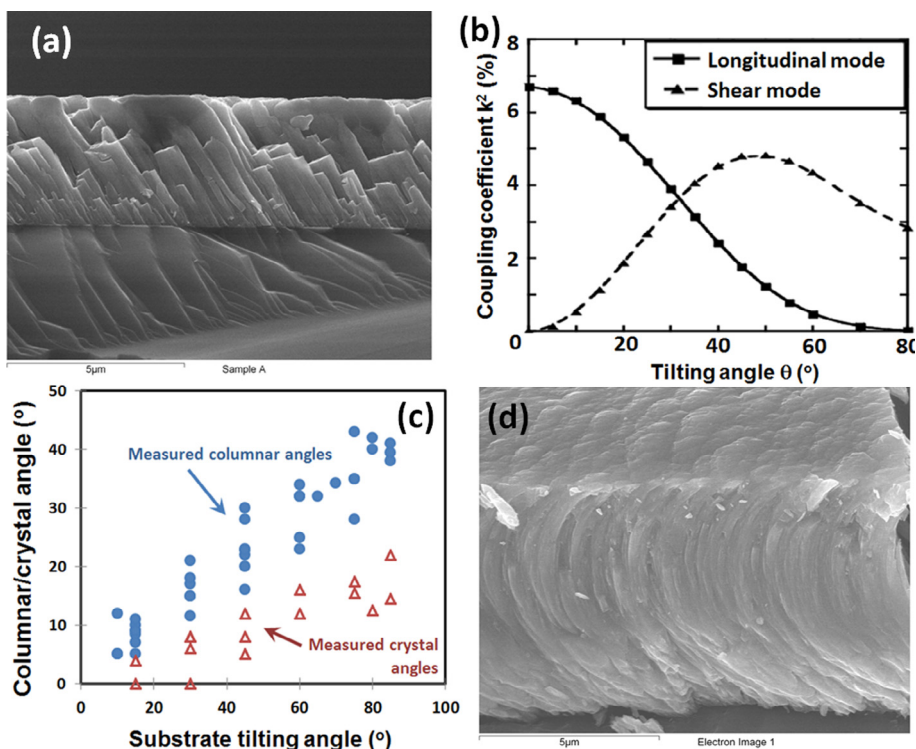 (a)
5µm
Sample A
(b)
Coupling coefficient K² (%)
8
6
4
2
0
Longitudinal mode
Shear mode
0 20 40 60 80
Tilting angle θ (°)
(c)
Columnar/crystal angle (°)
50
40
30
20
10
0
Measured columnar angles
Measured crystal
angles
0 20 40 60 80 100
Substrate tilting angle (°)
(d)
5µm
Electron Image 1